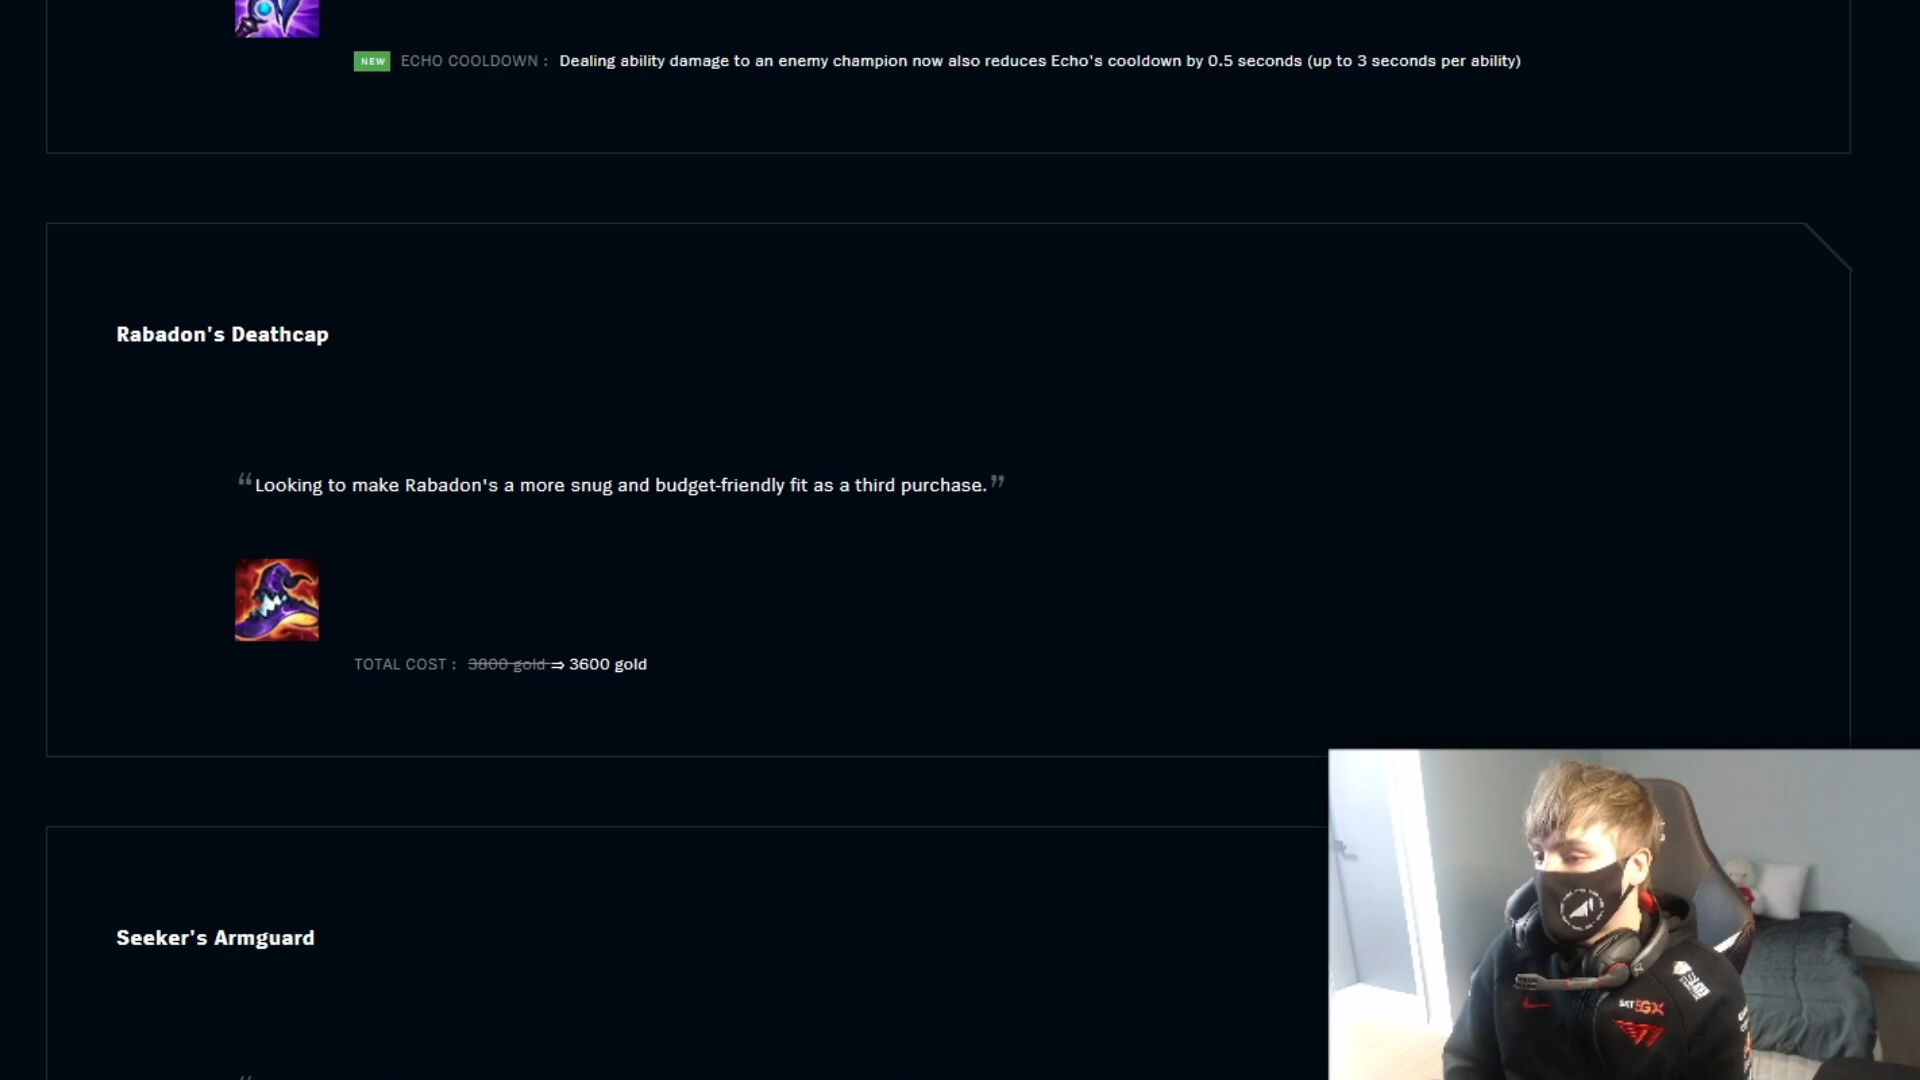 NEW ECHO COOLDOWN : Dealing ability damage to an enemy champion now also reduces Echo's cooldown by 0.5 seconds (up to 3 seconds per ability)
Rabadon's Deathcap
“Looking to make Rabadon's a more snug and budget-friendly fit as a third purchase.”
TOTAL COST : 3800 gold ⇒ 3600 gold
Seeker's Armguard
T1